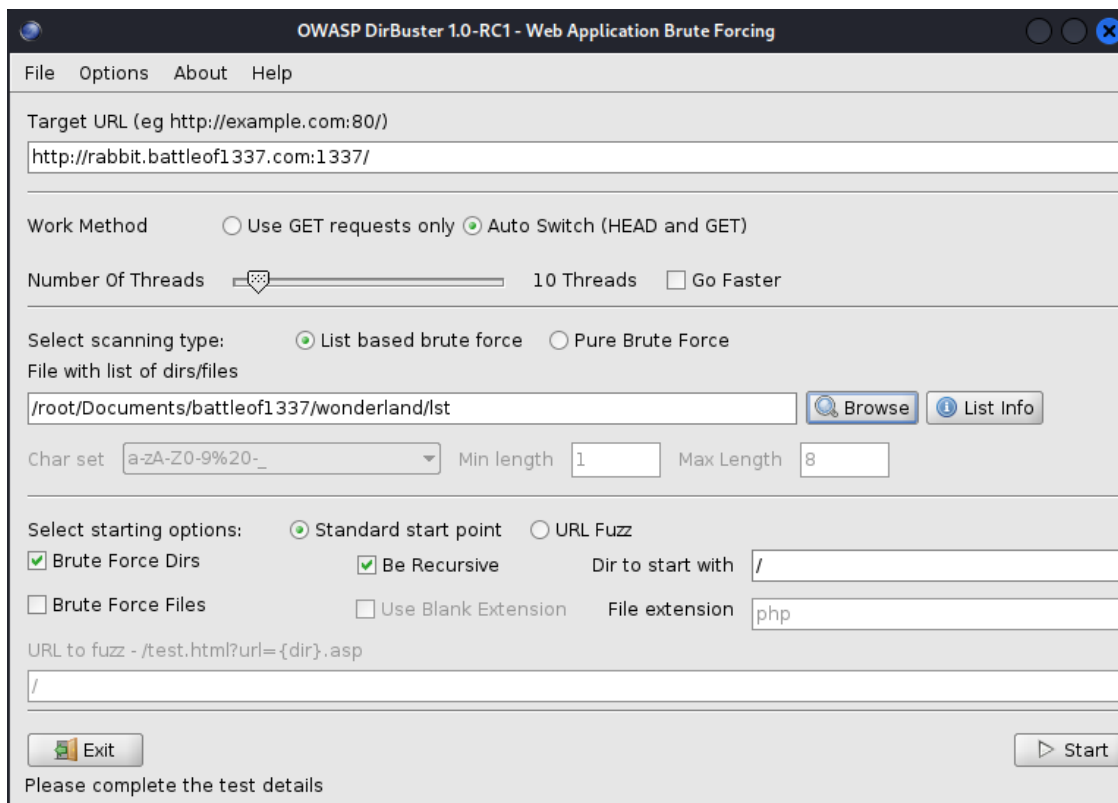 OWASP DirBuster 1.0-RC1 - Web Application Brute Forcing
File Options About Help
Target URL (eg http://example.com:80/)
http://rabbit.battleof1337.com:1337/
Work Method Use GET requests only Auto Switch (HEAD and GET)
Number Of Threads 10 Threads Go Faster
Select scanning type: List based brute force Pure Brute Force
File with list of dirs/files
/root/Documents/battleof1337/wonderland/lst Browse List Info
Char set a-zA-Z0-9%20-_ Min length 1 Max Length 8
Select starting options: Standard start point URL Fuzz
Brute Force Dirs Be Recursive Dir to start with /
Brute Force Files Use Blank Extension File extension php
URL to fuzz - /test.html?url={dir}.asp
/
Exit Start
Please complete the test details